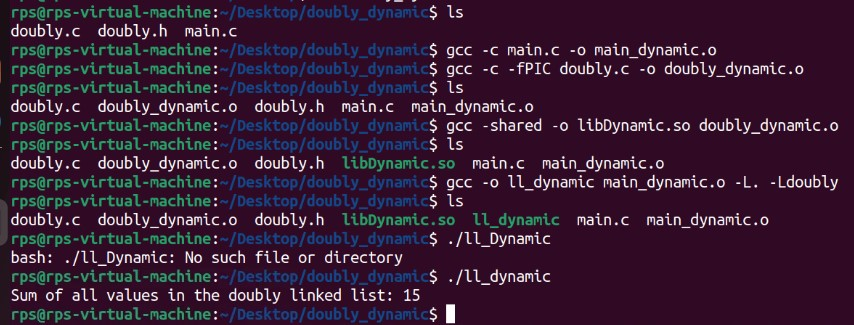 rps@rps-virtual-machine:~/Desktop/doubly_dynamic$ ls
doubly.c  doubly.h  main.c
rps@rps-virtual-machine:~/Desktop/doubly_dynamic$ gcc -c main.c -o main_dynamic.o
rps@rps-virtual-machine:~/Desktop/doubly_dynamic$ gcc -c -fPIC doubly.c -o doubly_dynamic.o
rps@rps-virtual-machine:~/Desktop/doubly_dynamic$ ls
doubly.c  doubly_dynamic.o  doubly.h  main.c  main_dynamic.o
rps@rps-virtual-machine:~/Desktop/doubly_dynamic$ gcc -shared -o libDynamic.so doubly_dynamic.o
rps@rps-virtual-machine:~/Desktop/doubly_dynamic$ ls
doubly.c  doubly_dynamic.o  doubly.h  libDynamic.so  main.c  main_dynamic.o
rps@rps-virtual-machine:~/Desktop/doubly_dynamic$ gcc -o ll_dynamic main_dynamic.o -L. -Ldoubly
rps@rps-virtual-machine:~/Desktop/doubly_dynamic$ ls
doubly.c  doubly_dynamic.o  doubly.h  libDynamic.so  ll_dynamic  main.c  main_dynamic.o
rps@rps-virtual-machine:~/Desktop/doubly_dynamic$ ./ll_Dynamic
bash: ./ll_Dynamic: No such file or directory
rps@rps-virtual-machine:~/Desktop/doubly_dynamic$ ./ll_dynamic
Sum of all values in the doubly linked list: 15
rps@rps-virtual-machine:~/Desktop/doubly_dynamic$